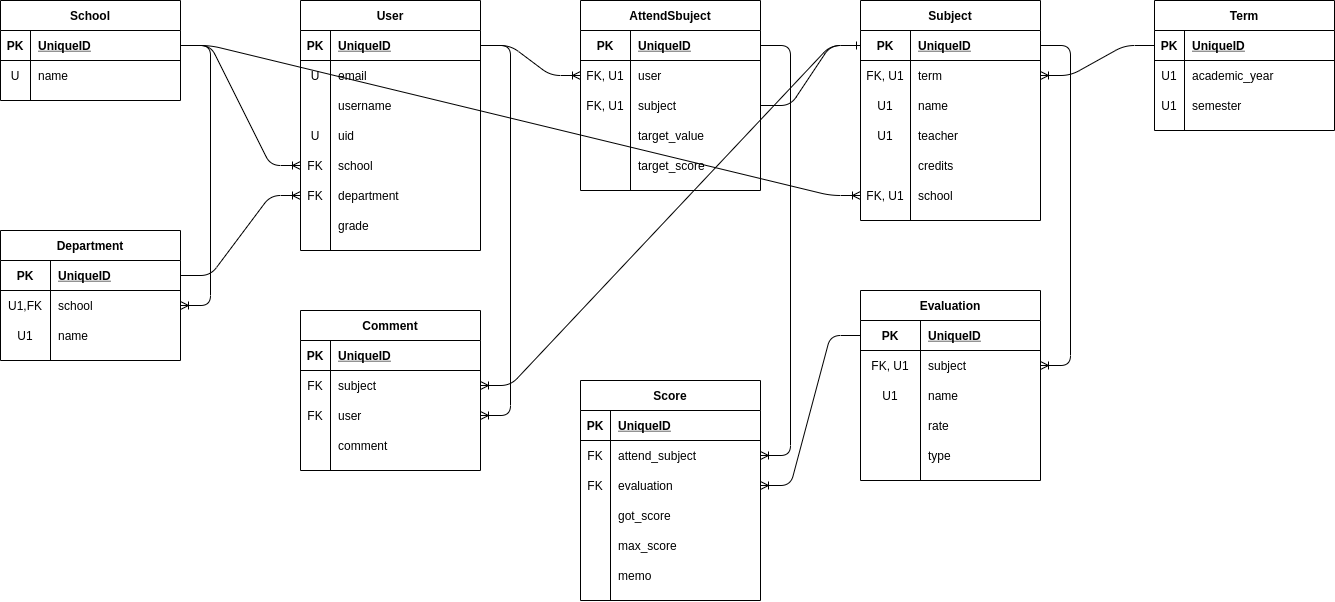 School
PK UniqueID
U name
User
PK UniqueID
U email
username
U uid
FK school
FK department
grade
AttendSbuject
PK UniqueID
FK, U1 user
FK, U1 subject
target_value
target_score
Subject
PK UniqueID
FK, U1 term
U1 name
U1 teacher
credits
FK, U1 school
Term
PK UniqueID
U1 academic_year
U1 semester
Department
PK UniqueID
U1,FK school
U1 name
Comment
PK UniqueID
FK subject
FK user
comment
Score
PK UniqueID
FK attend_subject
FK evaluation
got_score
max_score
memo
Evaluation
PK UniqueID
FK, U1 subject
U1 name
rate
type